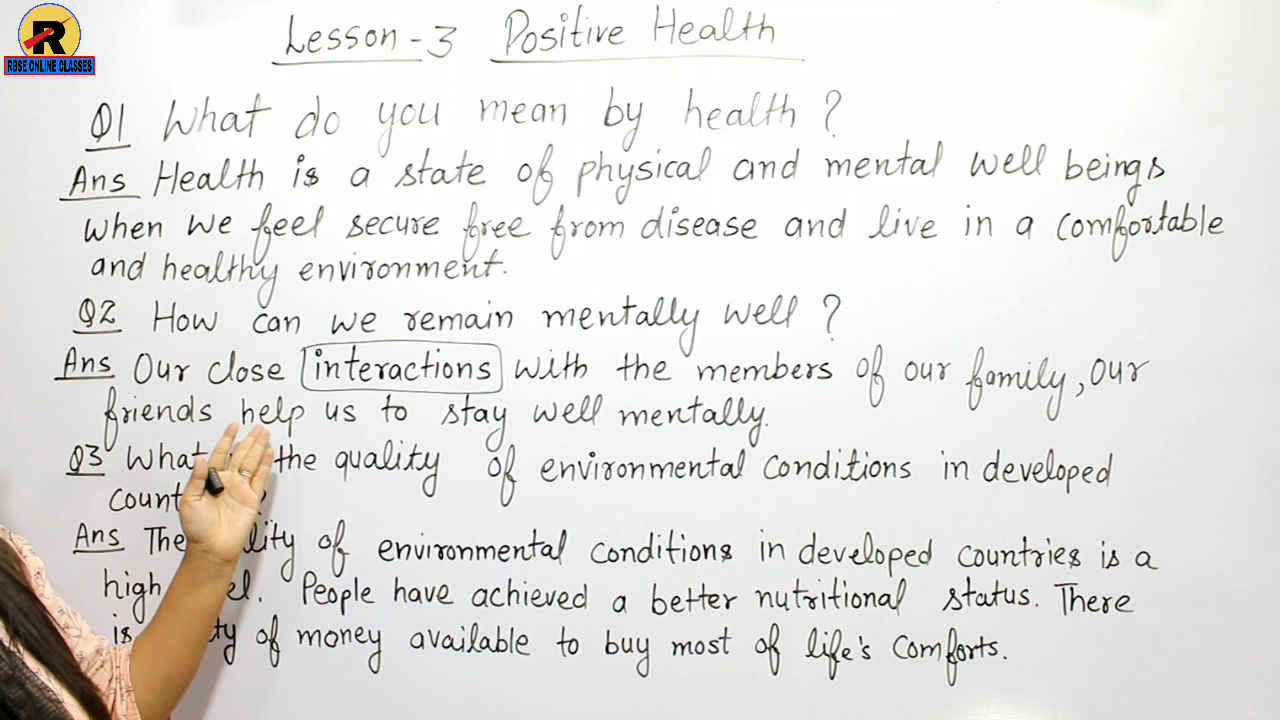 R
RBSE ONLINE CLASSES
Lesson-3 Positive Health
Q1 What do you mean by health?
Ans Health is a state of physical and mental well beings
when we feel secure free from disease and live in a comfortable
and healthy environment.
Q2 How can we remain mentally well?
Ans Our close interactions with the members of our family, our
friends help us to stay well mentally.
Q3 What the quality of environmental conditions in developed
Ans The of environmental conditions in developed countries is a
high People have achieved a better nutritional status. There
is of money available to buy most of life's comforts.